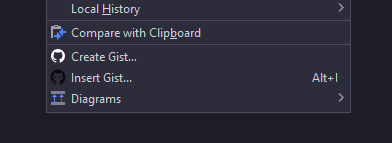 Local History
Compare with Clipboard
Create Gist...
Insert Gist... Alt+I
Diagrams